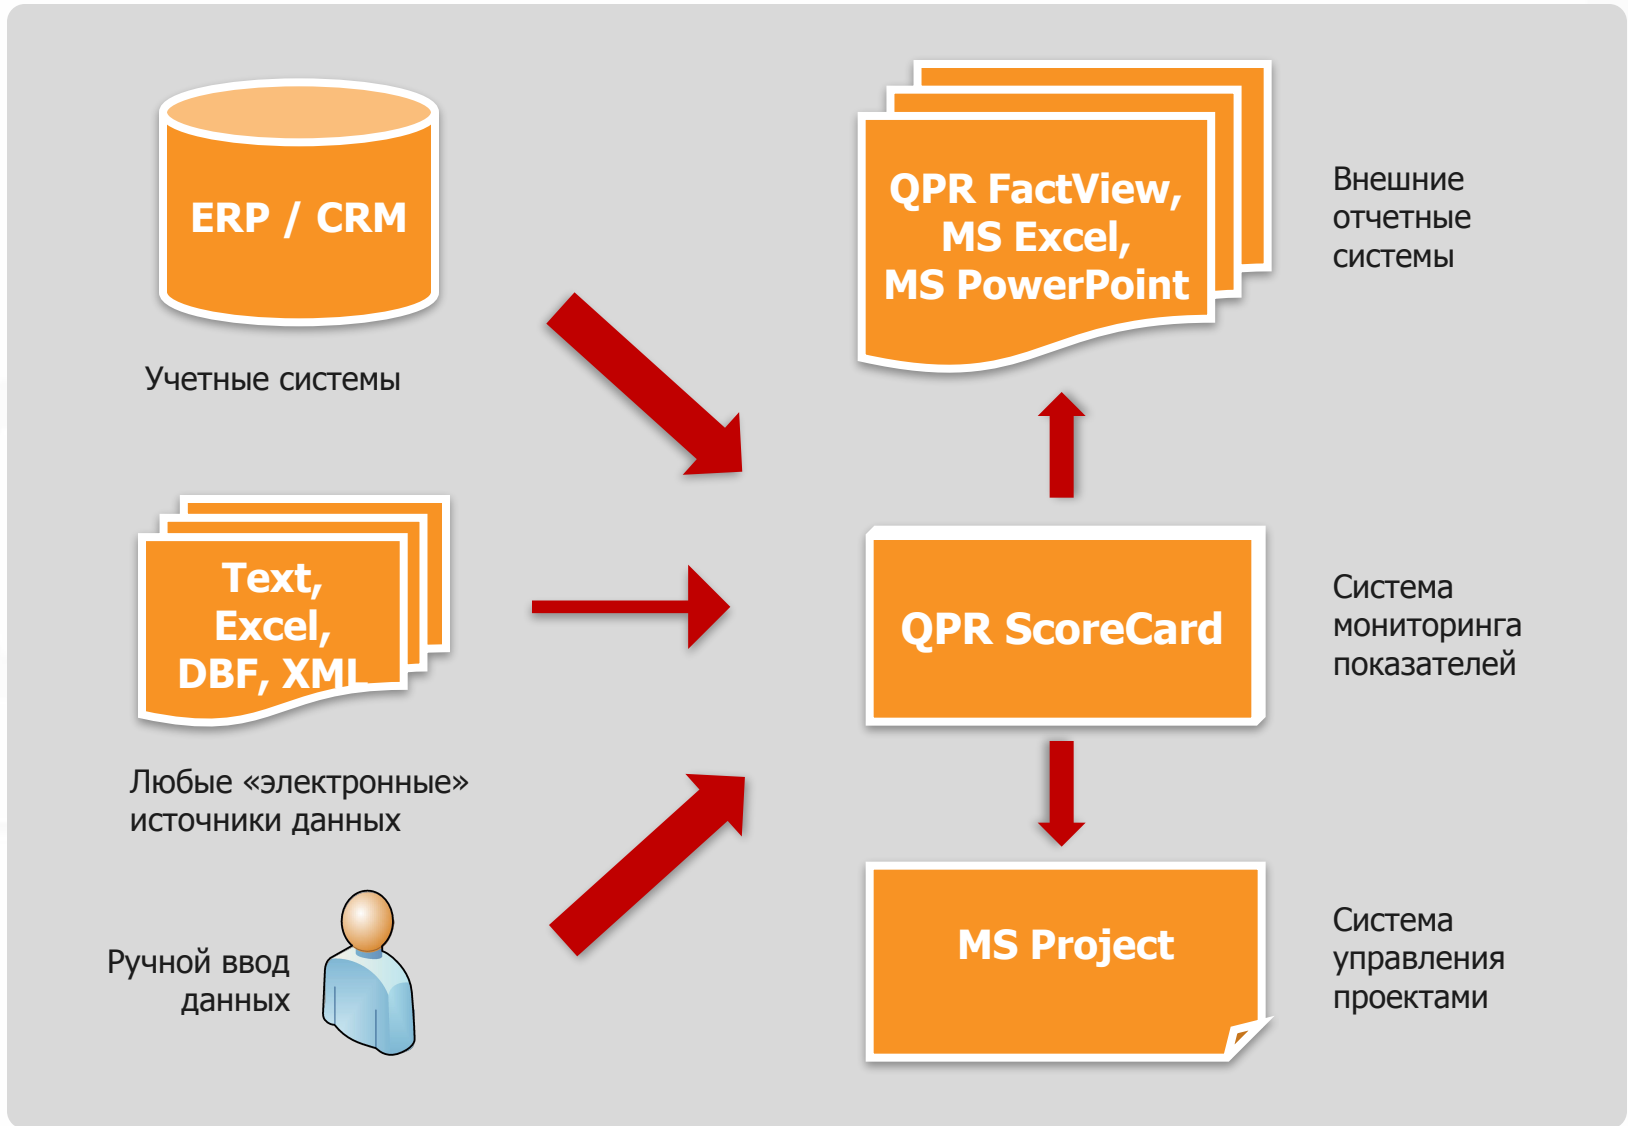 ERP / CRM
Учетные системы
Text,
Excel,
DBF, XML
Любые «электронные»
источники данных
Ручной ввод
данных
QPR FactView,
MS Excel,
MS PowerPoint
Внешние
отчетные
системы
QPR ScoreCard
Система
мониторинга
показателей
MS Project
Система
управления
проектами